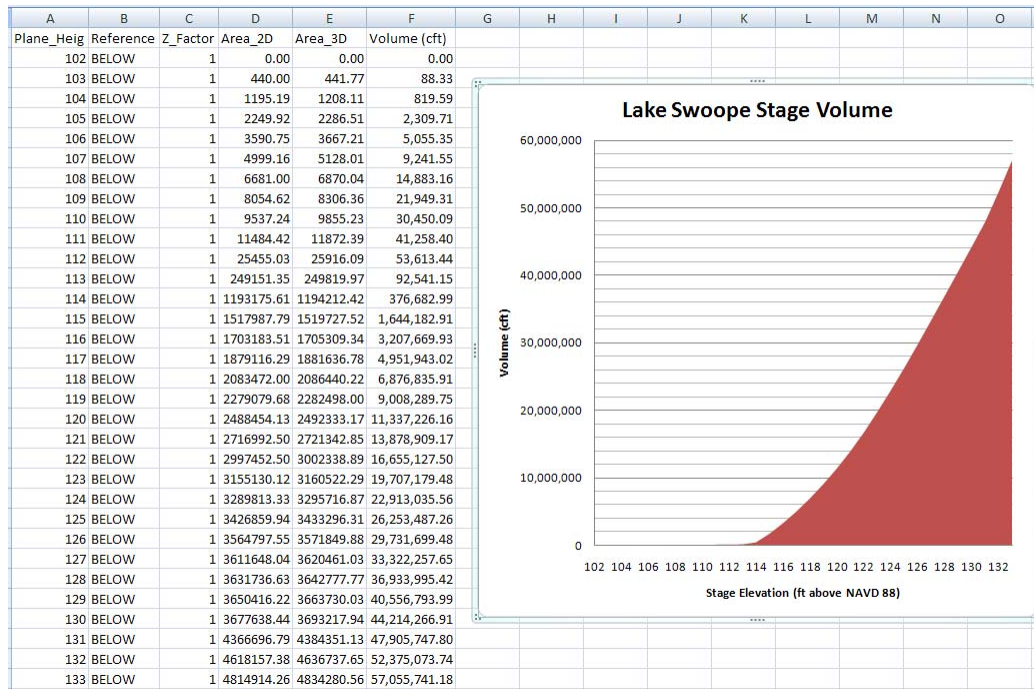 A B C D E F G H I J K L M N O
Plane_Heig Reference Z_Factor Area_2D Area_3D Volume (cft)
102 BELOW 1 0.00 0.00 0.00
103 BELOW 1 440.00 441.77 88.33
104 BELOW 1 1195.19 1208.11 819.59
105 BELOW 1 2249.92 2286.51 2,309.71
106 BELOW 1 3590.75 3667.21 5,055.35
107 BELOW 1 4999.16 5128.01 9,241.55
108 BELOW 1 6681.00 6870.04 14,883.16
109 BELOW 1 8054.62 8306.36 21,949.31
110 BELOW 1 9537.24 9855.23 30,450.09
111 BELOW 1 11484.42 11872.39 41,258.40
112 BELOW 1 25455.03 25916.09 53,613.44
113 BELOW 1 249151.35 249819.97 92,541.15
114 BELOW 1 1193175.61 1194212.42 376,682.99
115 BELOW 1 1517987.79 1519727.52 1,644,182.91
116 BELOW 1 1703183.51 1705309.34 3,207,669.93
117 BELOW 1 1879116.29 1881636.78 4,951,943.02
118 BELOW 1 2083472.00 2086440.22 6,876,835.91
119 BELOW 1 2279079.68 2282498.00 9,008,289.75
120 BELOW 1 2488454.13 2492333.17 11,337,226.16
121 BELOW 1 2716992.50 2721342.85 13,878,909.17
122 BELOW 1 2997452.50 3002338.89 16,655,127.50
123 BELOW 1 3155130.12 3160522.29 19,707,179.48
124 BELOW 1 3289813.33 3295716.87 22,913,035.56
125 BELOW 1 3426859.94 3433296.31 26,253,487.26
126 BELOW 1 3564797.55 3571849.88 29,731,699.48
127 BELOW 1 3611648.04 3620461.03 33,322,257.65
128 BELOW 1 3631736.63 3642777.77 36,933,995.42
129 BELOW 1 3650416.22 3663730.03 40,556,793.99
130 BELOW 1 3677638.44 3693217.94 44,214,266.91
131 BELOW 1 4366696.79 4384351.13 47,905,747.80
132 BELOW 1 4618157.38 4636737.65 52,375,073.74
133 BELOW 1 4814914.26 4834280.56 57,055,741.18
Lake Swoope Stage Volume
Volume (cft)
60,000,000
50,000,000
40,000,000
30,000,000
20,000,000
10,000,000
0
102 104 106 108 110 112 114 116 118 120 122 124 126 128 130 132
Stage Elevation (ft above NAVD 88)